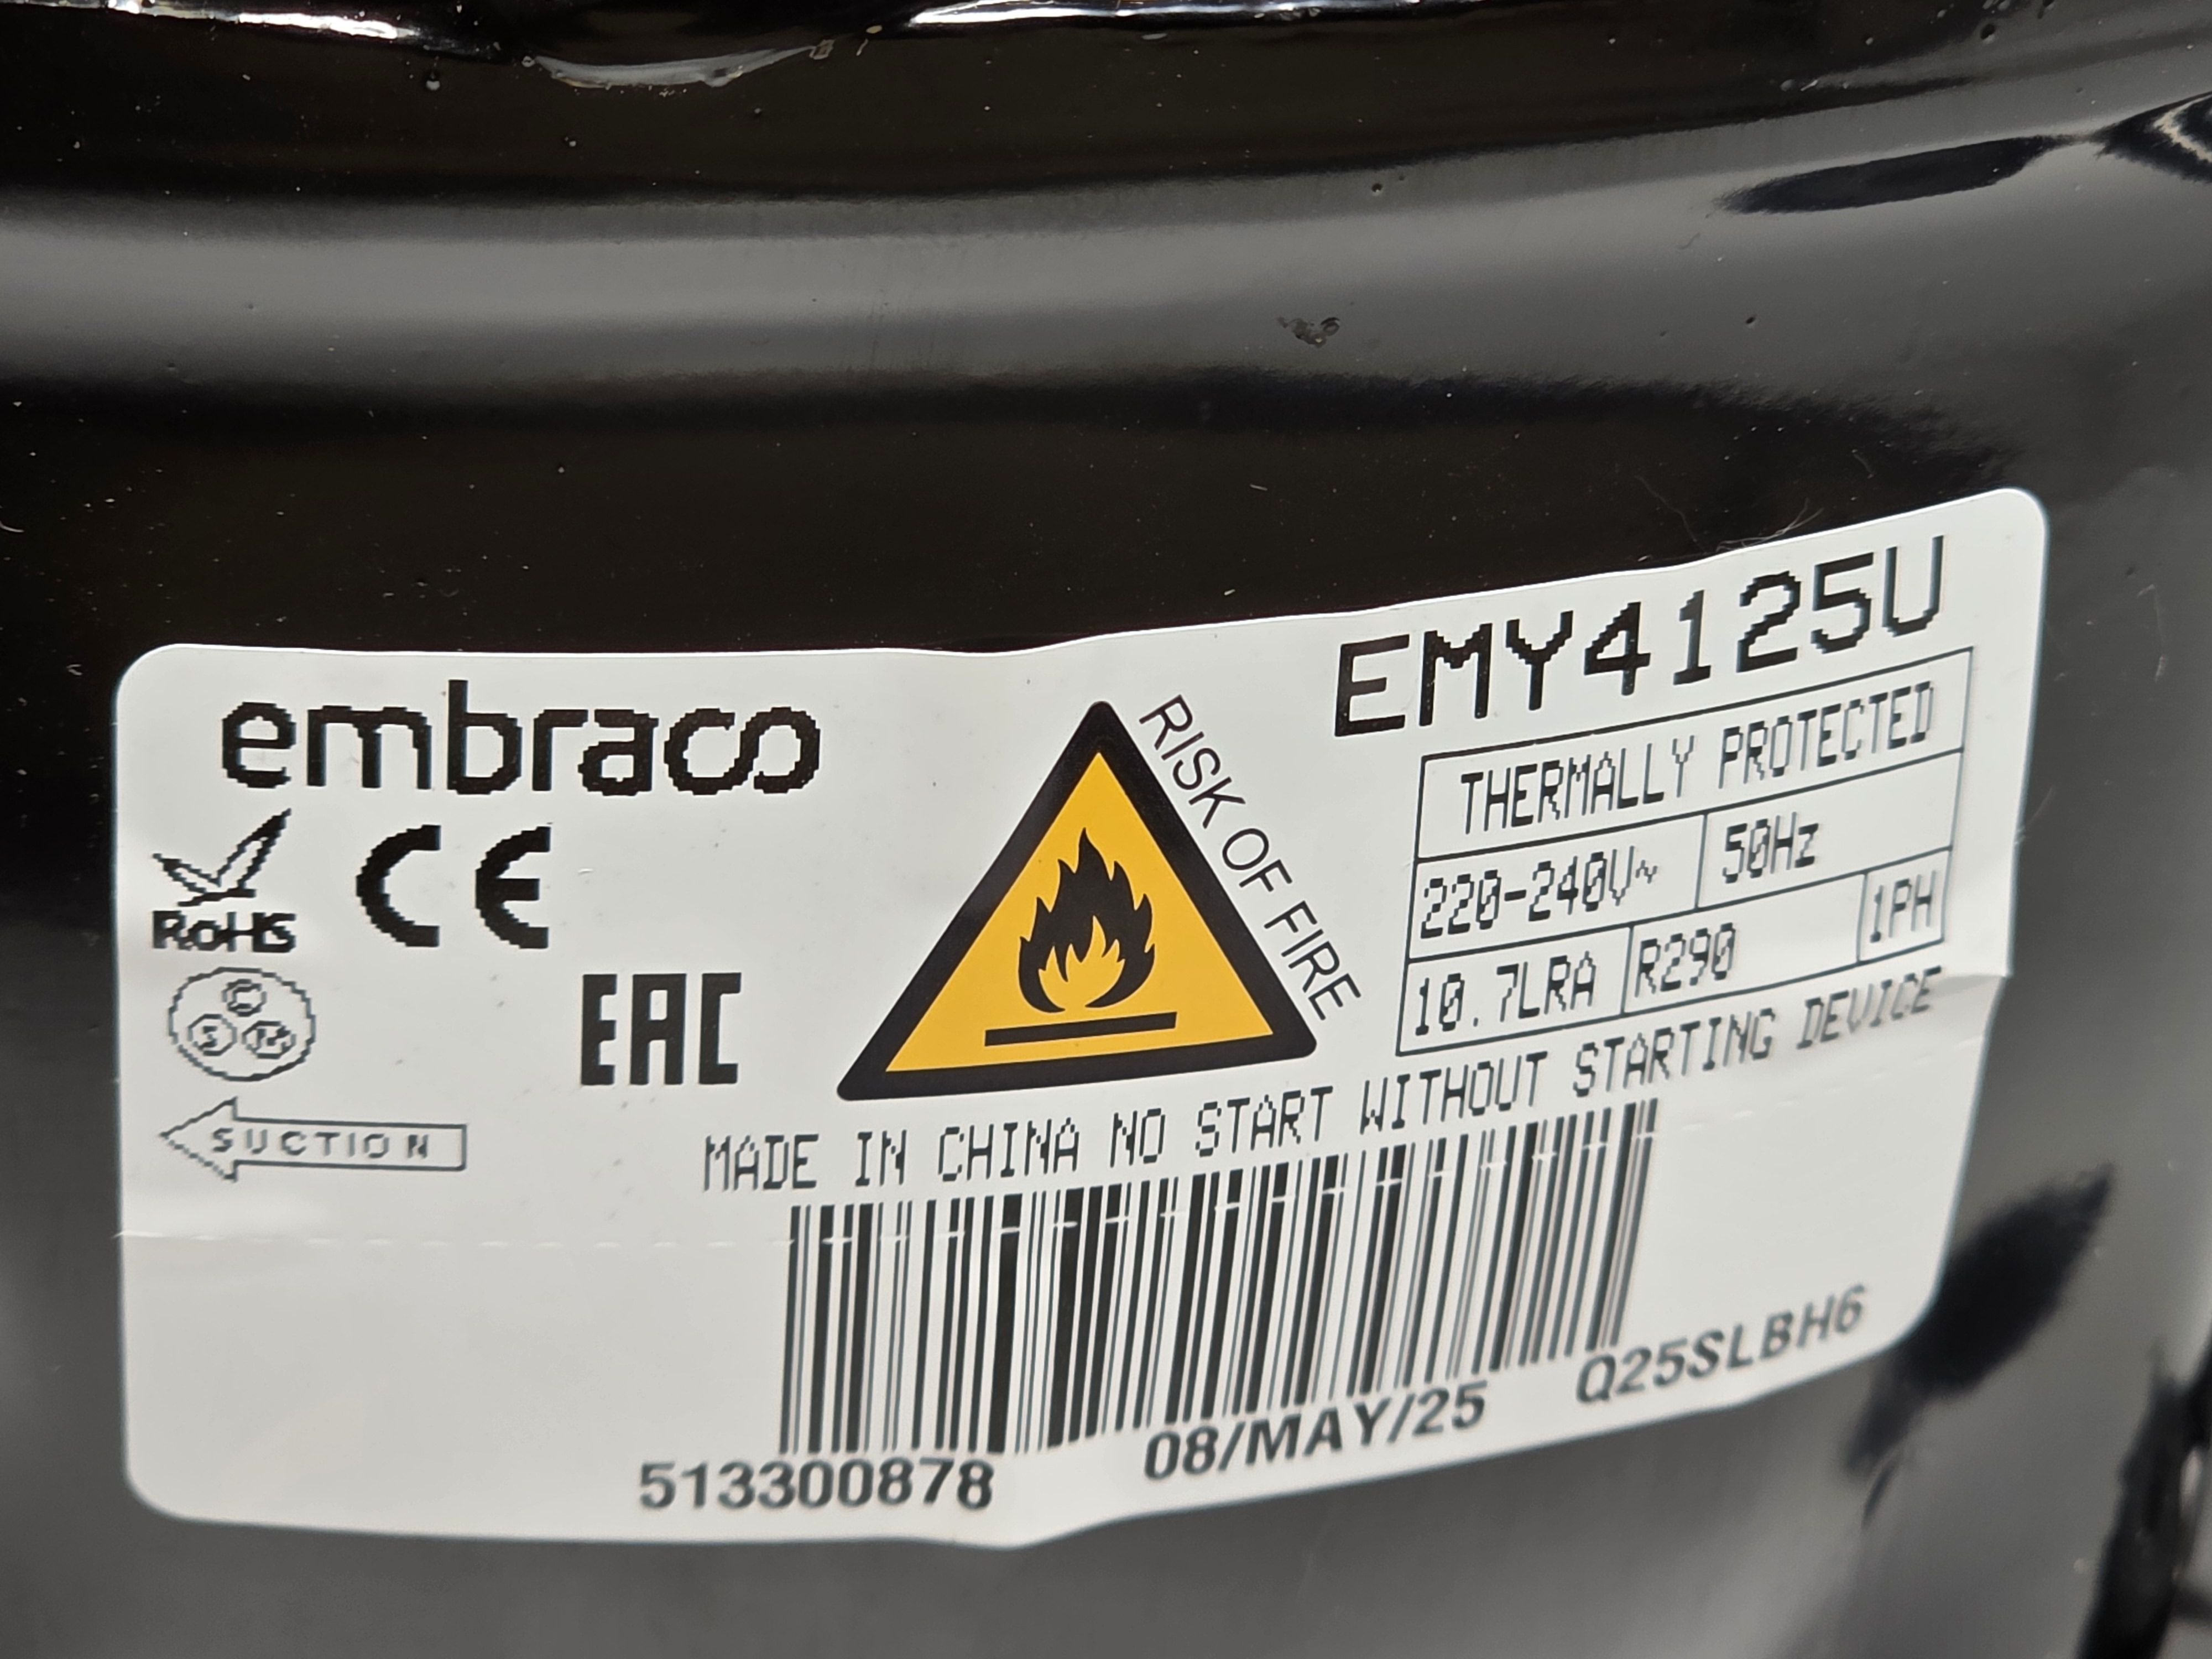 embraco
EMY4125U
RISK OF FIRE
THERMALLY PROTECTED
220-240V~ 50Hz
10.7LRA R290 1PH
RoHS CE
EAC
C
S M
SUCTION
MADE IN CHINA NO START WITHOUT STARTING DEVICE
513300878 08/MAY/25 Q25SLBH6